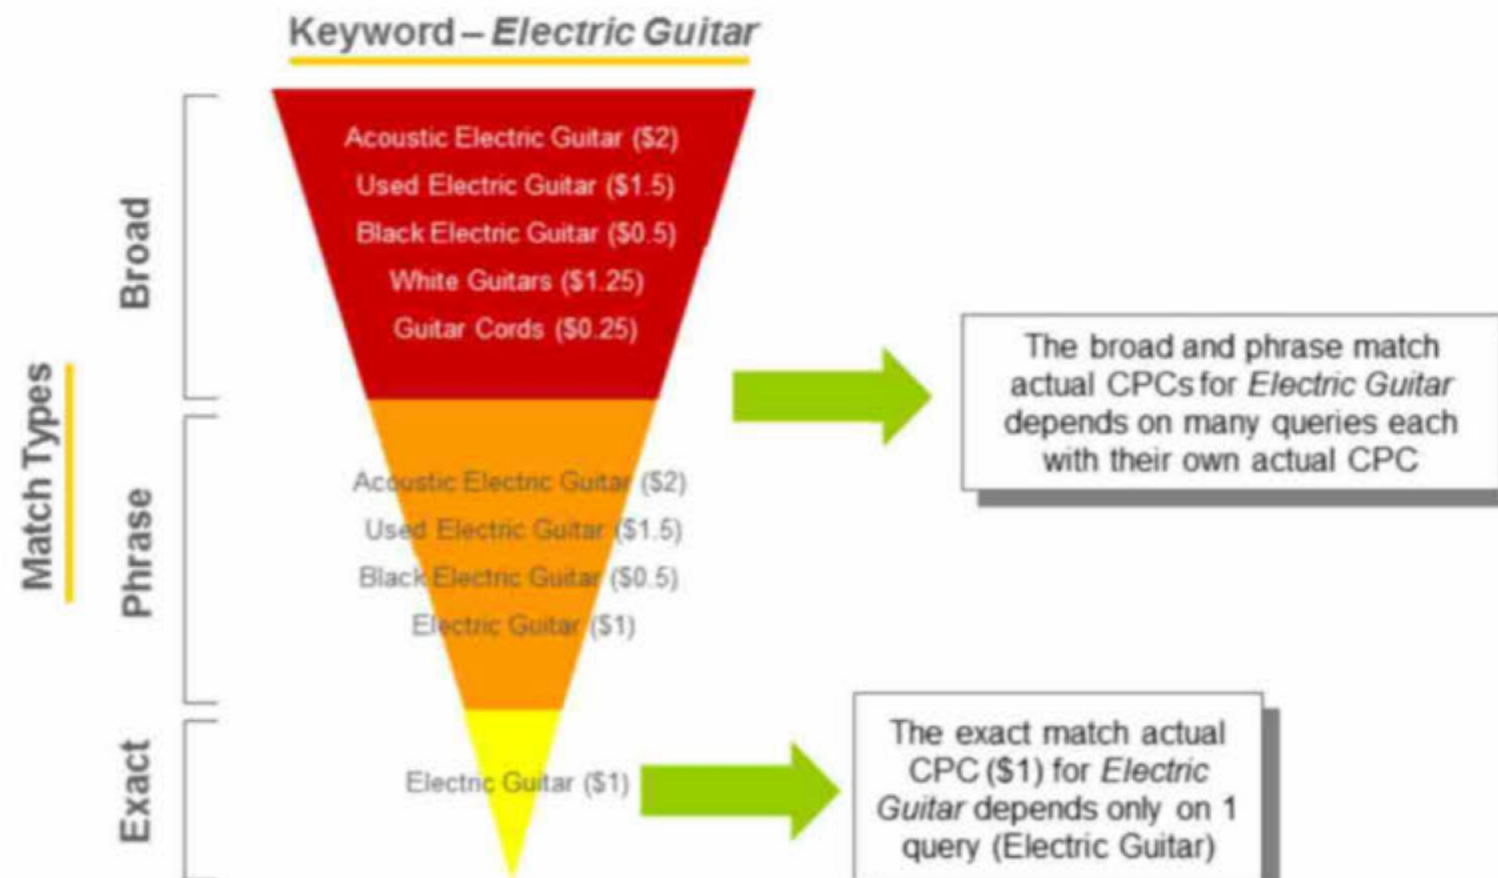 Keyword – Electric Guitar
Match Types
Broad
Acoustic Electric Guitar ($2)
Used Electric Guitar ($1.5)
Black Electric Guitar ($0.5)
White Guitars ($1.25)
Guitar Cords ($0.25)
The broad and phrase match
actual CPCs for Electric Guitar
depends on many queries each
with their own actual CPC
Phrase
Acoustic Electric Guitar ($2)
Used Electric Guitar ($1.5)
Black Electric Guitar ($0.5)
Electric Guitar ($1)
Exact
Electric Guitar ($1)
The exact match actual
CPC ($1) for Electric
Guitar depends only on 1
query (Electric Guitar)